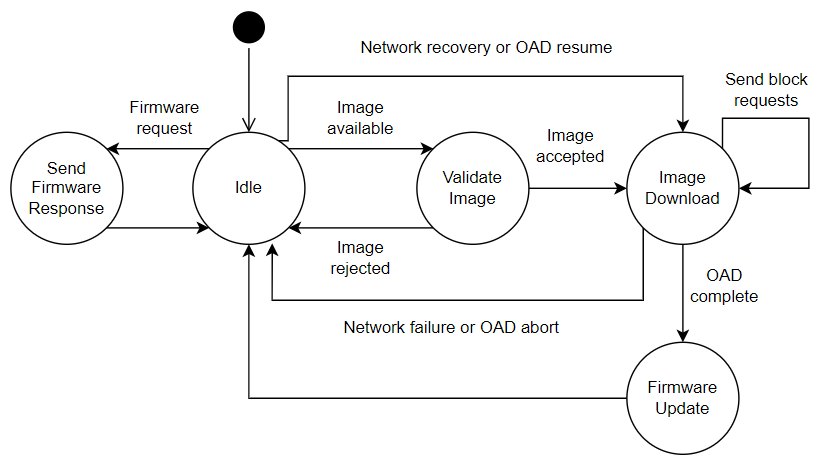 Network recovery or OAD resume
Send block
requests
Firmware
request
Image
available
Image
accepted
Send
Firmware
Response
Idle
Validate
Image
Image
Download
Image
rejected
OAD
complete
Network failure or OAD abort
Firmware
Update